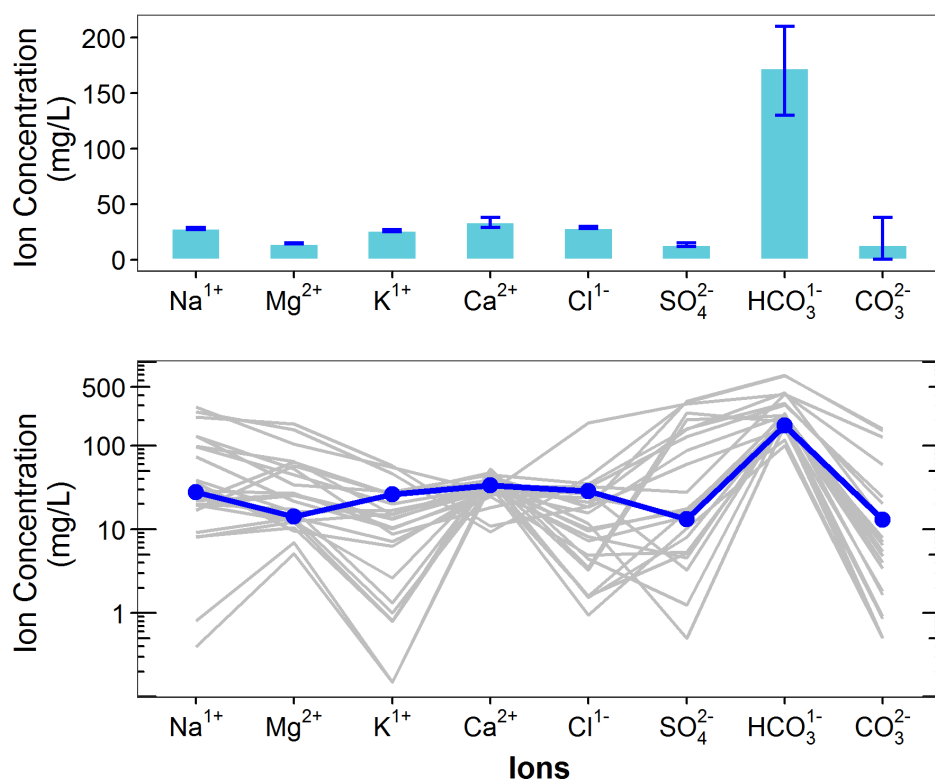 Ion Concentration
(mg/L)
200
150
100
50
0
Na¹⁺ Mg²⁺ K¹⁺ Ca²⁺ Cl¹⁻ SO₄²⁻ HCO₃¹⁻ CO₃²⁻
Ion Concentration
(mg/L)
500
100
50
10
1
Na¹⁺ Mg²⁺ K¹⁺ Ca²⁺ Cl¹⁻ SO₄²⁻ HCO₃¹⁻ CO₃²⁻
Ions